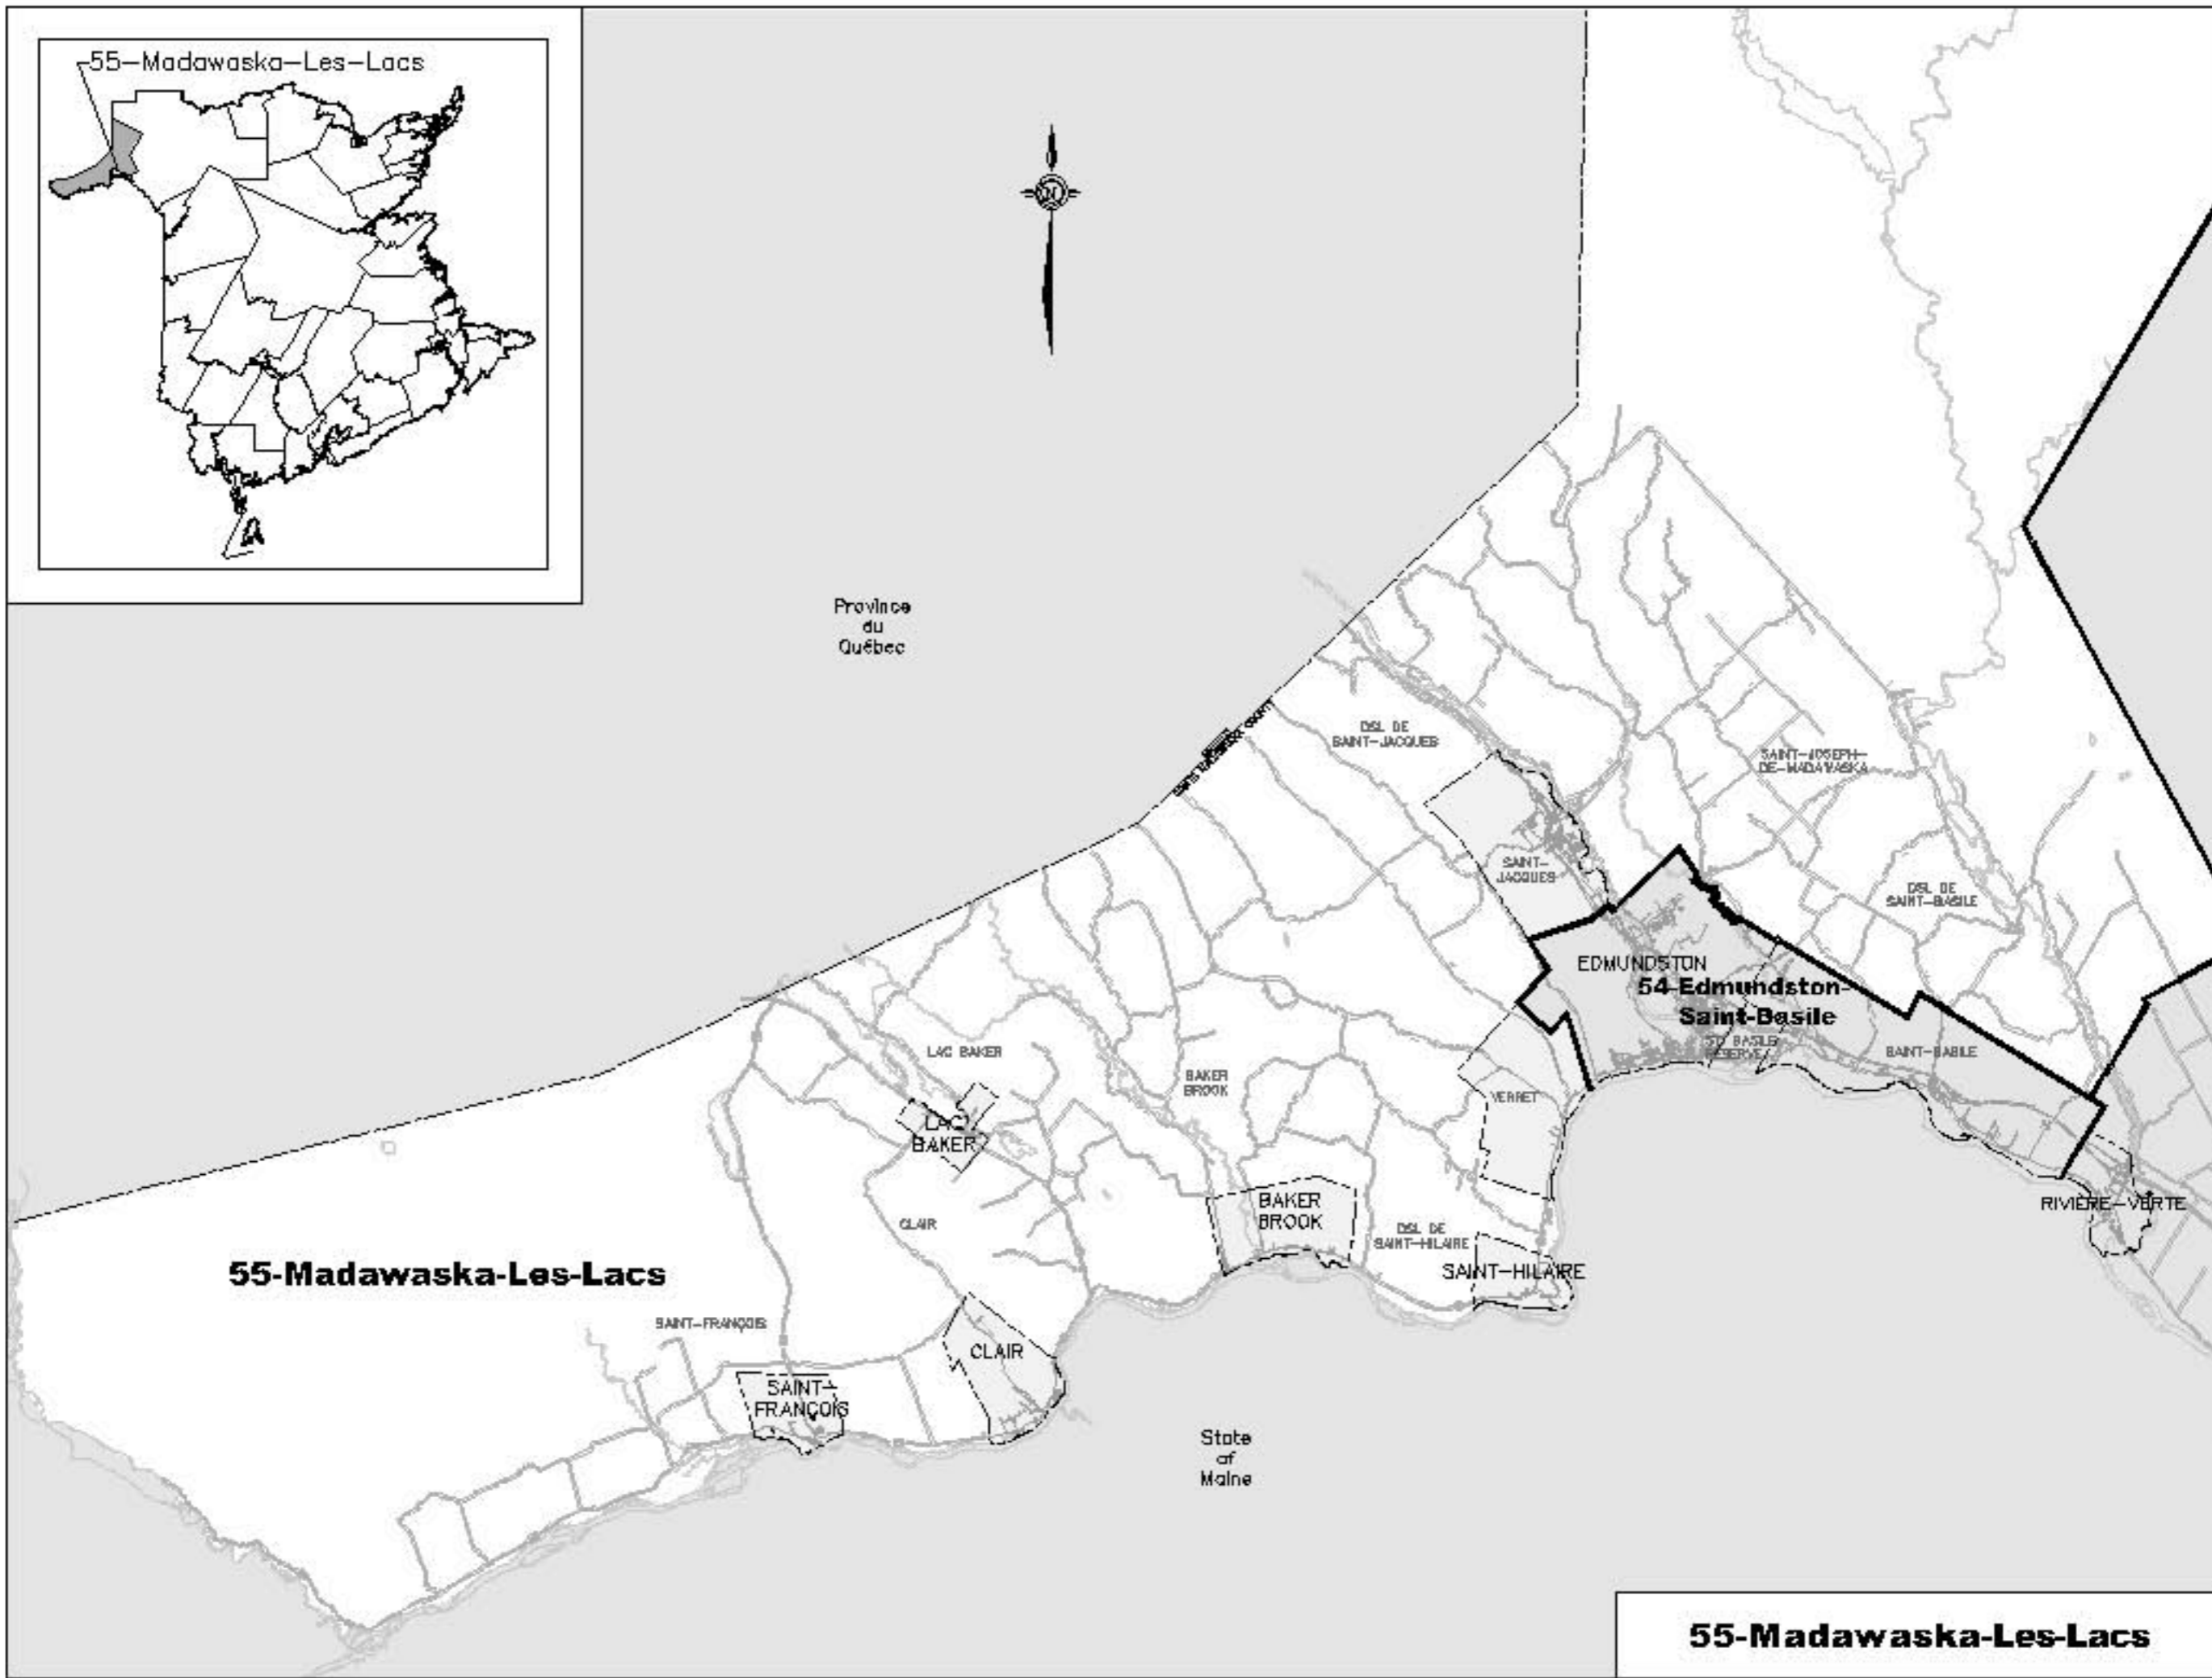 55-Madawaska-Les-Lacs
N
Province
du
Québec
DSL DE
SAINT-JACQUES
SAINT-JOSEPH-
DE-MADAWASKA
SAINT-
JACQUES
DSL DE
SAINT-BASILE
EDMUNDSTON
54-Edmundston-
Saint-Basile
ST BASILE
RESERVE
SAINT-BASILE
LAC BAKER
BAKER
BROOK
VERRET
LAC
BAKER
BAKER
BROOK
RIVIÈRE-VERTE
CLAIR
DSL DE
SAINT-HILAIRE
55-Madawaska-Les-Lacs
SAINT-HILAIRE
SAINT-FRANÇOIS
CLAIR
SAINT-
FRANÇOIS
State
of
Maine
55-Madawaska-Les-Lacs